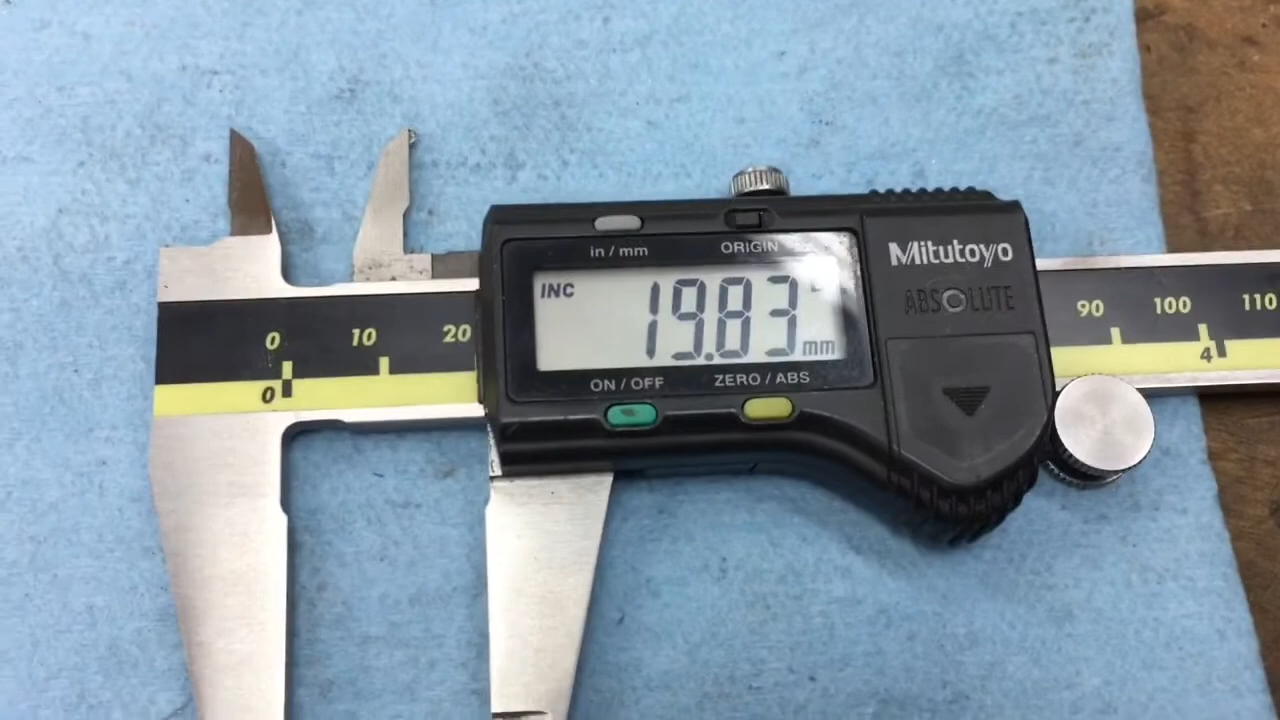 in / mm
ORIGIN
Mitutoyo
INC
19.83 mm
ABSOLUTE
ON / OFF
ZERO / ABS
0 10 20
0
90 100 110
4